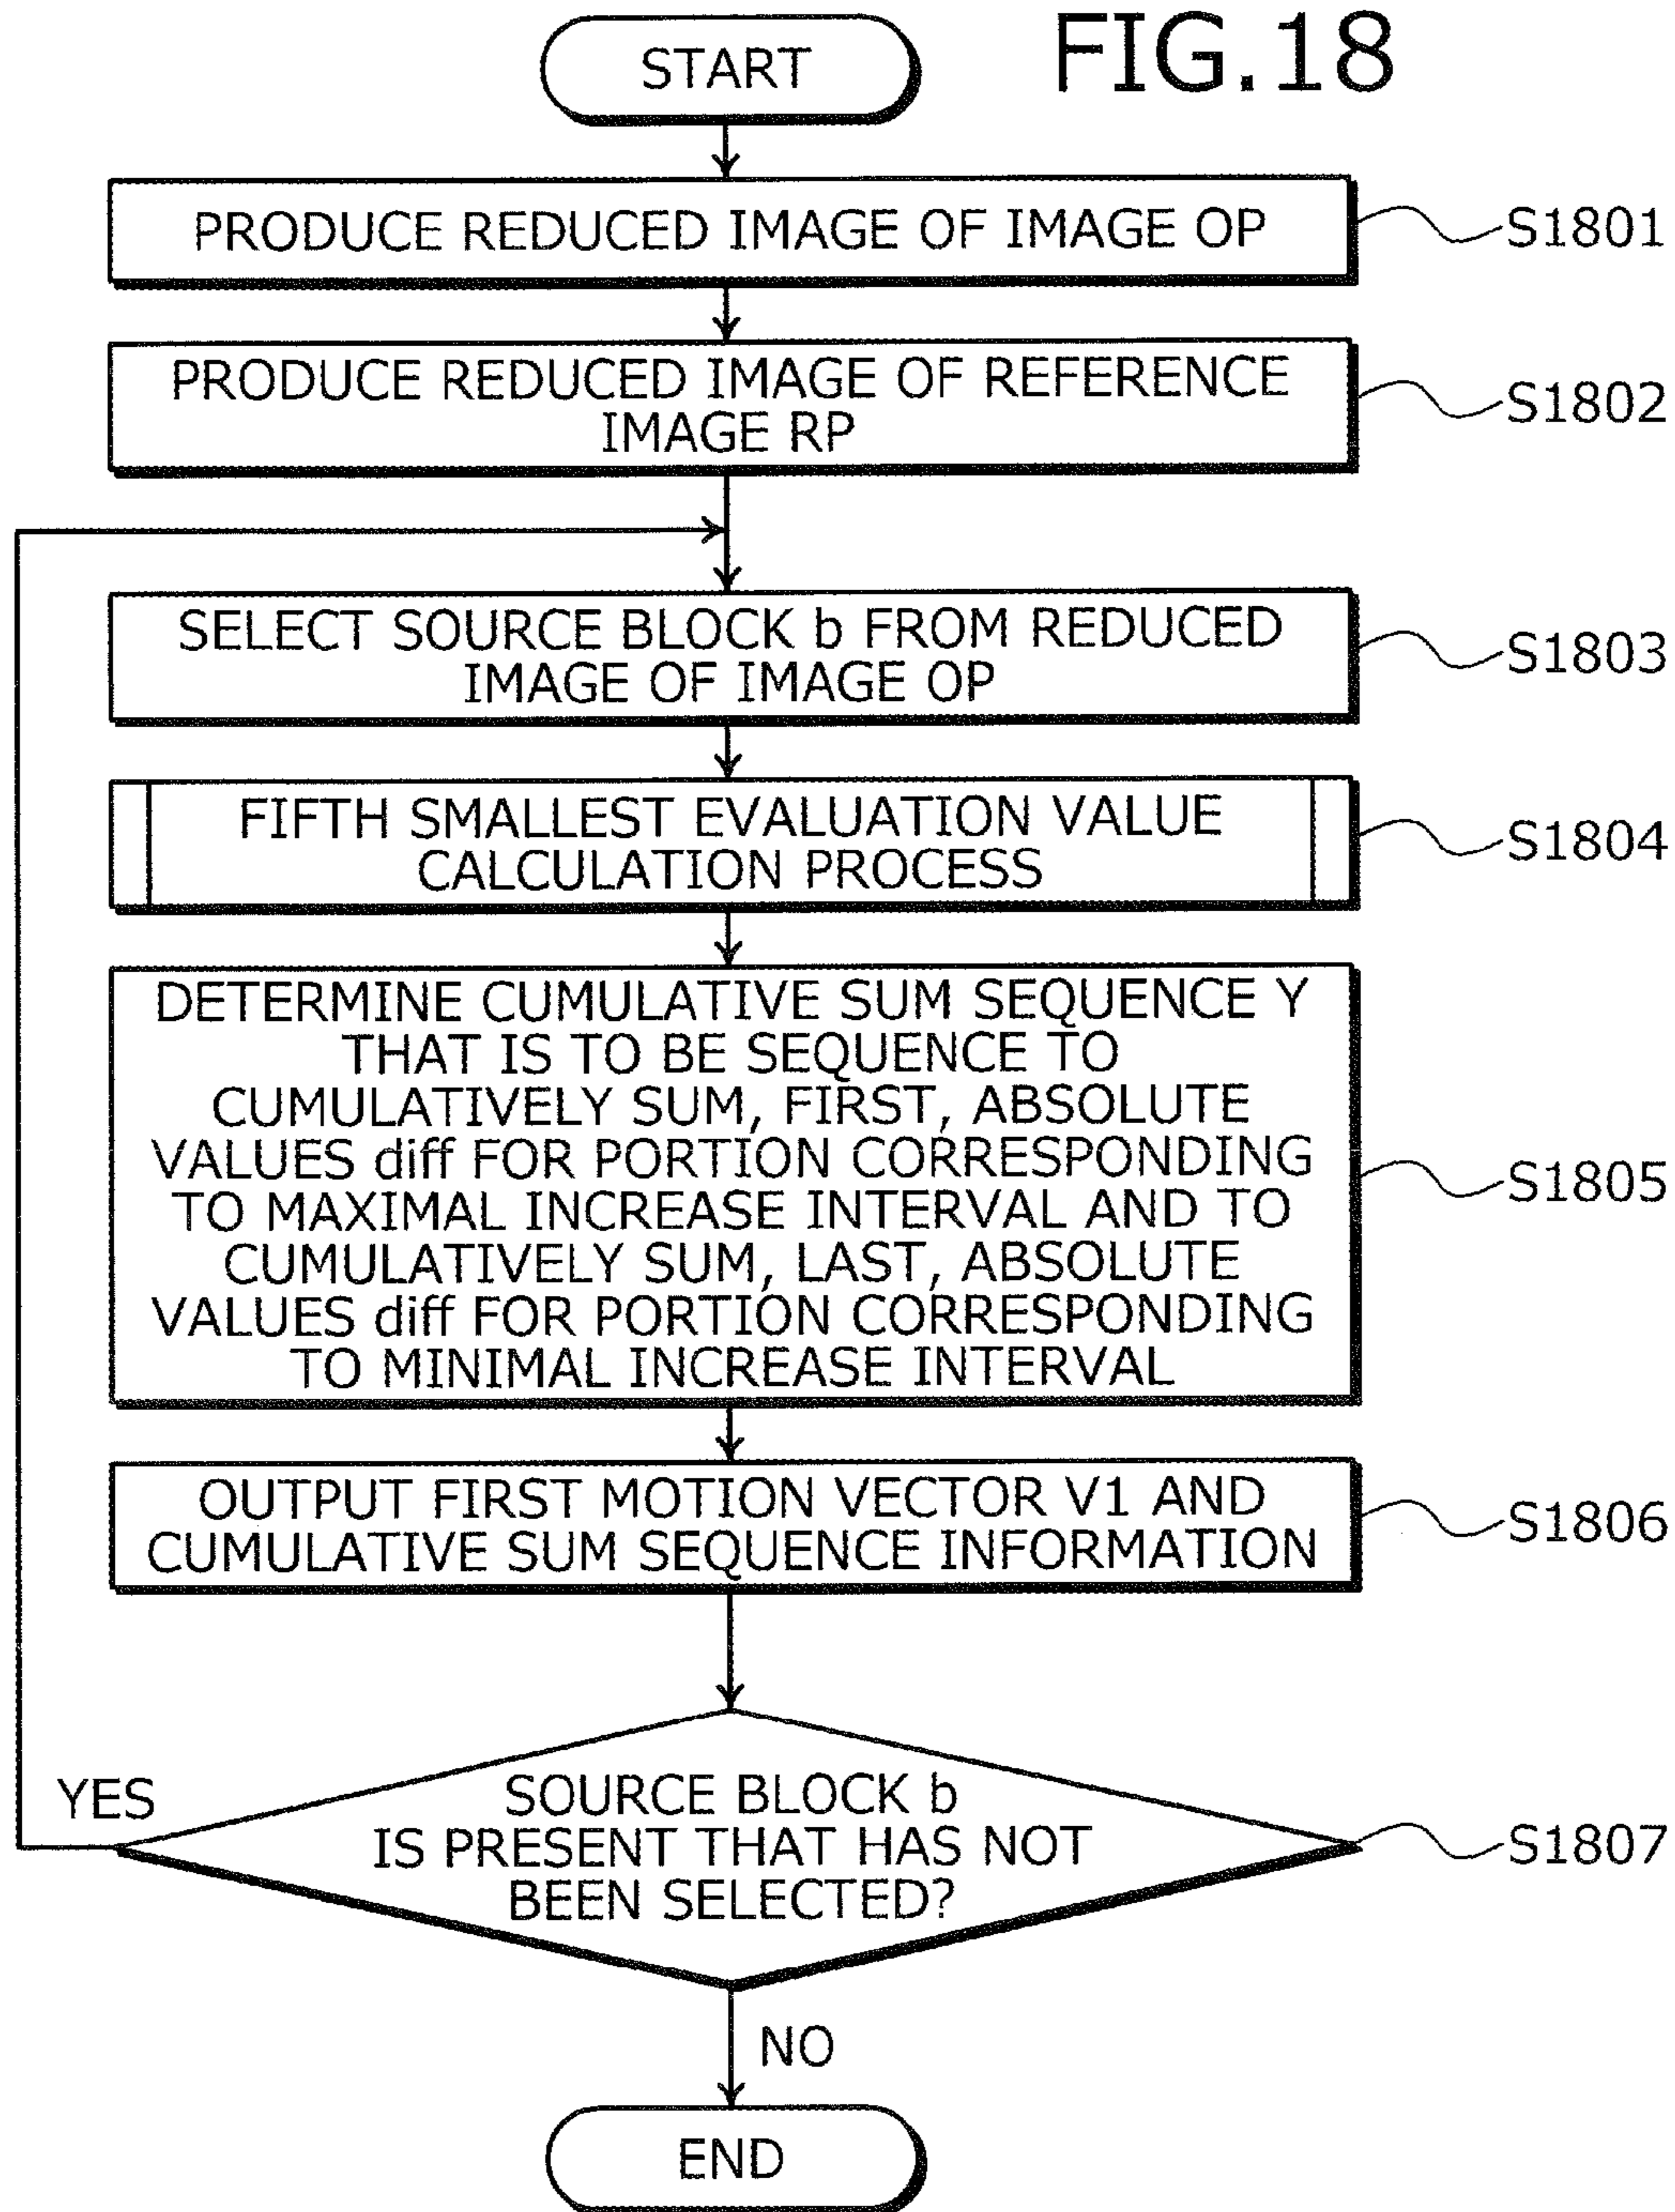 FIG.18
START
PRODUCE REDUCED IMAGE OF IMAGE OP
S1801
PRODUCE REDUCED IMAGE OF REFERENCE
IMAGE RP
S1802
SELECT SOURCE BLOCK b FROM REDUCED
IMAGE OF IMAGE OP
S1803
FIFTH SMALLEST EVALUATION VALUE
CALCULATION PROCESS
S1804
DETERMINE CUMULATIVE SUM SEQUENCE Y
THAT IS TO BE SEQUENCE TO
CUMULATIVELY SUM, FIRST, ABSOLUTE
VALUES diff FOR PORTION CORRESPONDING
TO MAXIMAL INCREASE INTERVAL AND TO
CUMULATIVELY SUM, LAST, ABSOLUTE
VALUES diff FOR PORTION CORRESPONDING
TO MINIMAL INCREASE INTERVAL
S1805
OUTPUT FIRST MOTION VECTOR V1 AND
CUMULATIVE SUM SEQUENCE INFORMATION
S1806
YES
SOURCE BLOCK b
IS PRESENT THAT HAS NOT
BEEN SELECTED?
S1807
NO
END